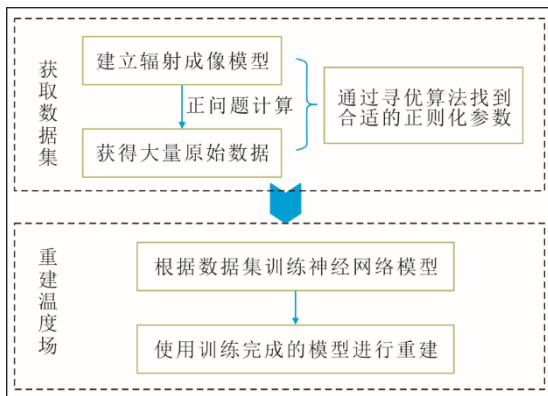 获取数据集
建立辐射成像模型
正问题计算
获得大量原始数据
通过寻优算法找到
合适的正则化参数
重建温度场
根据数据集训练神经网络模型
使用训练完成的模型进行重建